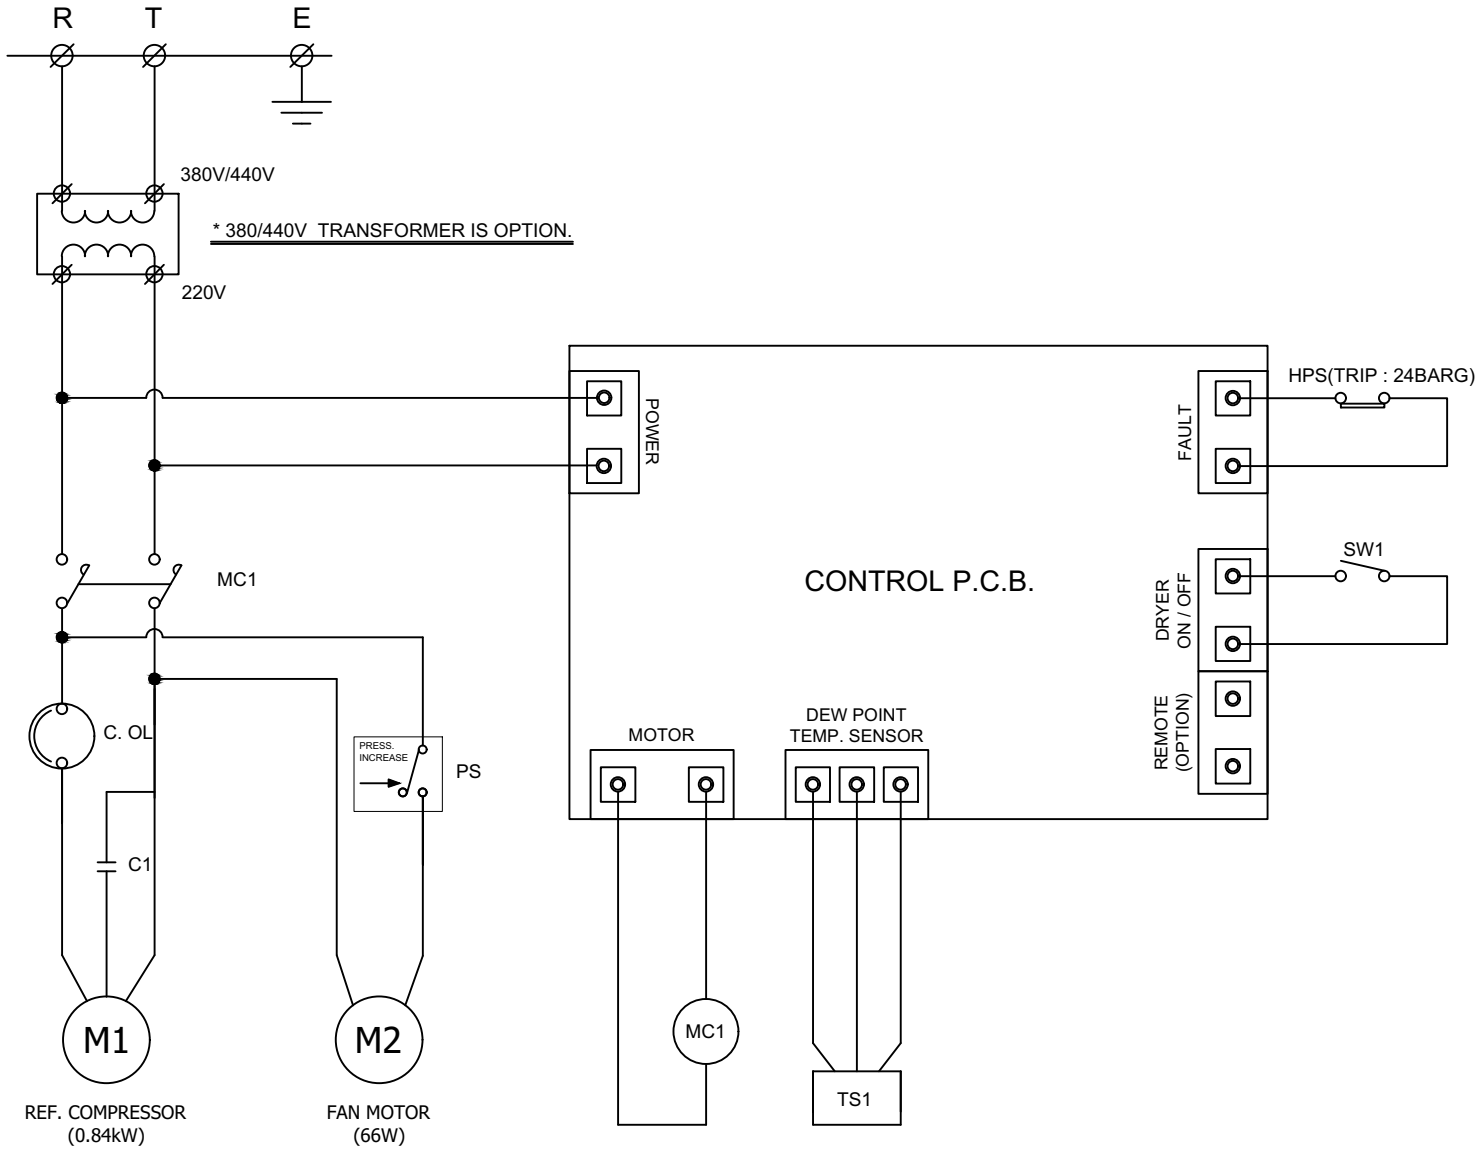 R T E
380V/440V
* 380/440V TRANSFORMER IS OPTION.
220V
HPS(TRIP : 24BARG)
POWER
FAULT
SW1
MC1
CONTROL P.C.B.
DRYER
ON / OFF
REMOTE
(OPTION)
C. OL
PRESS.
INCREASE
PS
MOTOR
DEW POINT
TEMP. SENSOR
C1
M1
M2
MC1
TS1
REF. COMPRESSOR
(0.84kW)
FAN MOTOR
(66W)